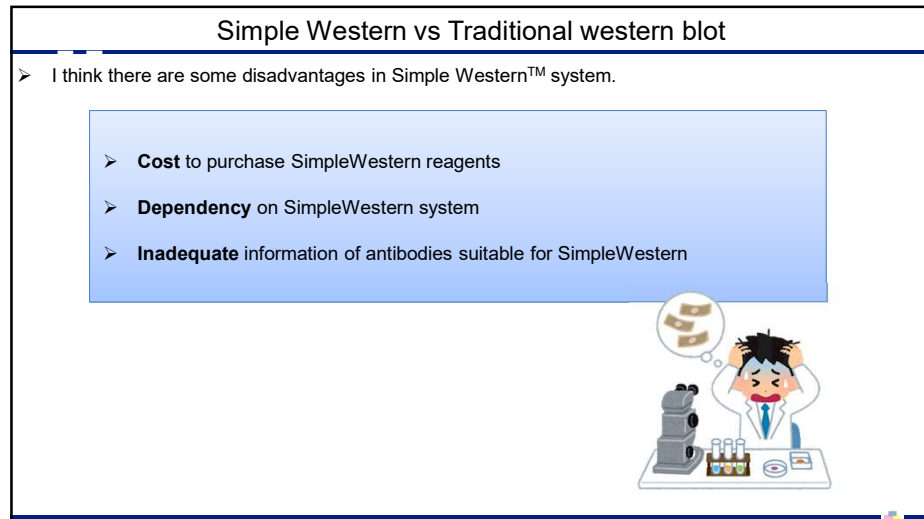 Simple Western vs Traditional western blot
➢ I think there are some disadvantages in Simple Western™ system.
➢ Cost to purchase SimpleWestern reagents
➢ Dependency on SimpleWestern system
➢ Inadequate information of antibodies suitable for SimpleWestern